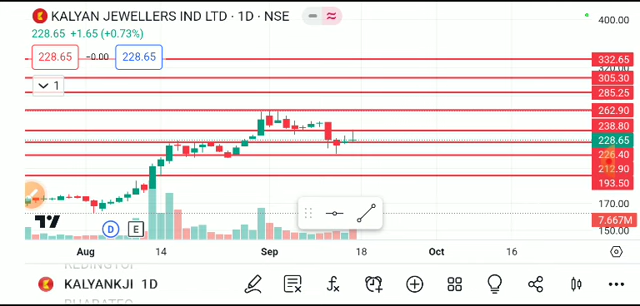 KALYAN JEWELLERS IND LTD · 1D · NSE
228.65 +1.65 (+0.73%)
228.65 −0.00 228.65
1
400.00
332.65
305.30
285.25
262.90
238.80
228.65
226.40
212.90
193.50
170.00
7.667M
150.00
D E
Aug 14 Sep 18 Oct 16
KALYANKJI 1D